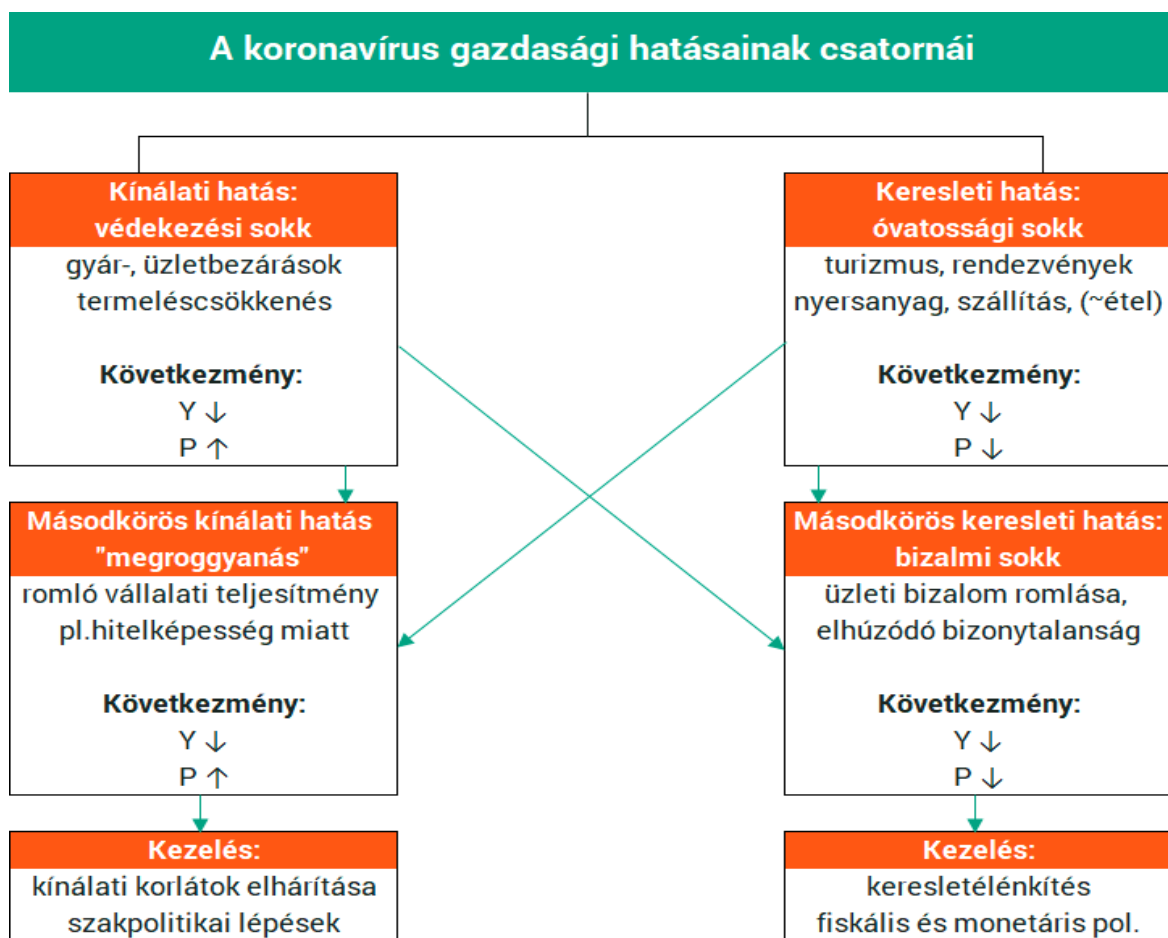 A koronavírus gazdasági hatásainak csatornái
Kínálati hatás:
védekezési sokk
gyár-, üzletbezárások
termeléscsökkenés
Következmény:
Y ↓
P ↑
Keresleti hatás:
óvatossági sokk
turizmus, rendezvények
nyersanyag, szállítás, (~étel)
Következmény:
Y ↓
P ↓
Másodkörös kínálati hatás
"megroggyanás"
romló vállalati teljesítmény
pl.hitelképesség miatt
Következmény:
Y ↓
P ↑
Másodkörös keresleti hatás:
bizalmi sokk
üzleti bizalom romlása,
elhúzódó bizonytalanság
Következmény:
Y ↓
P ↓
Kezelés:
kínálati korlátok elhárítása
szakpolitikai lépések
Kezelés:
keresletélénkítés
fiskális és monetáris pol.